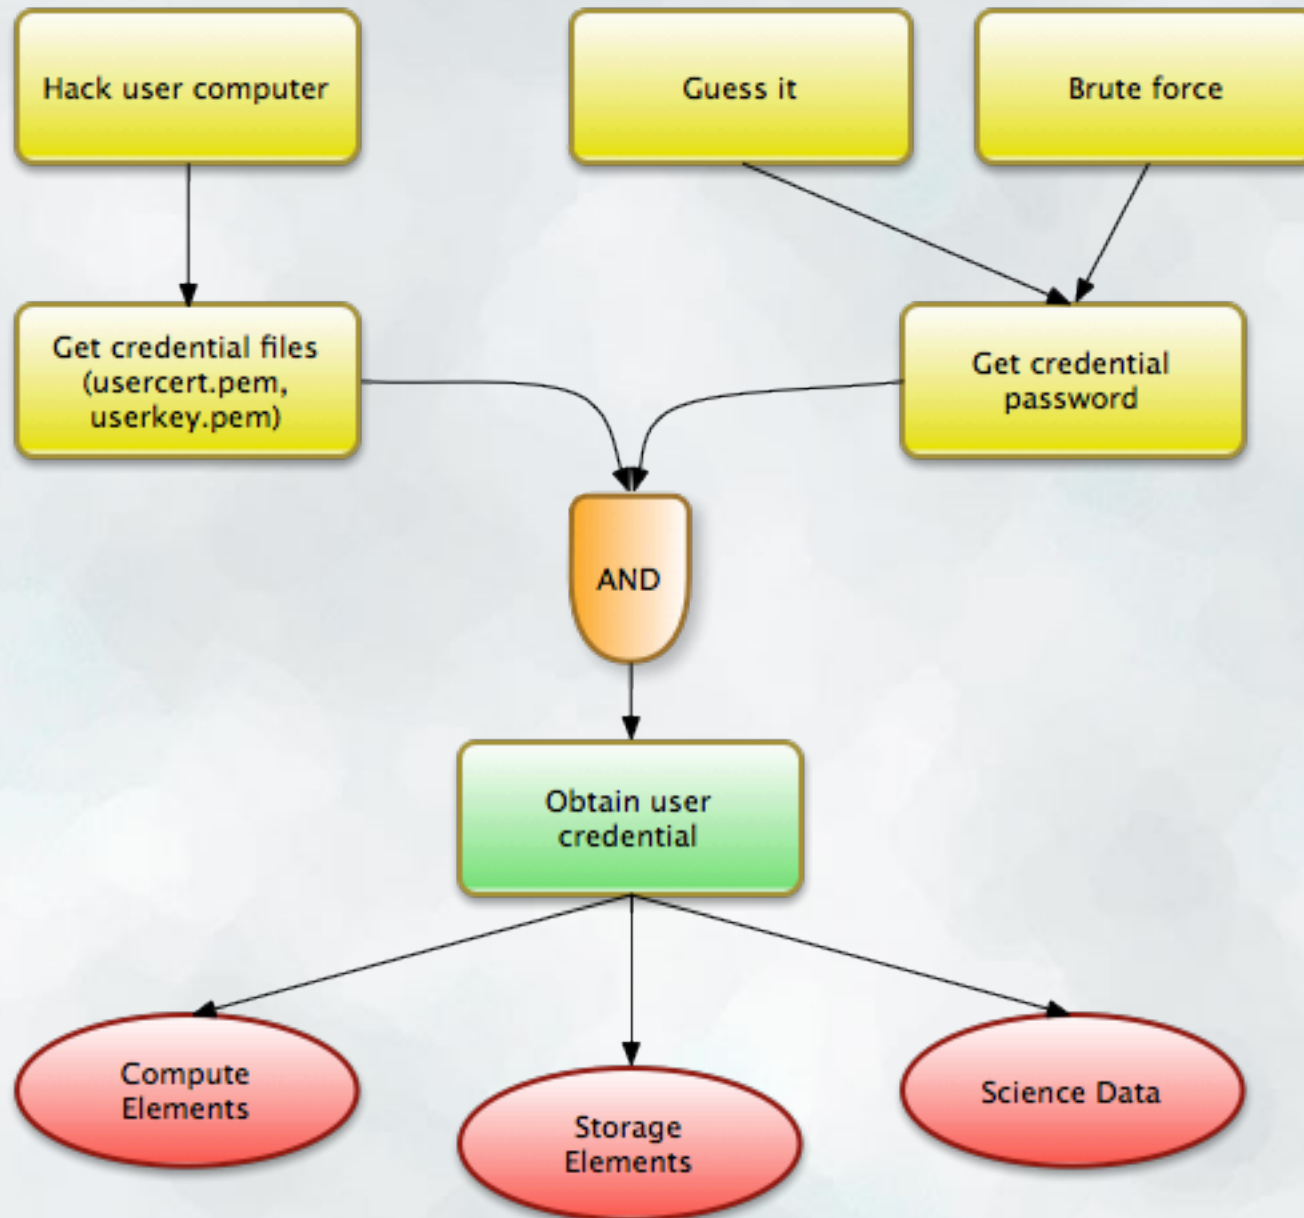 Hack user computer
Guess it
Brute force
Get credential files
(usercert.pem,
userkey.pem)
Get credential
password
AND
Obtain user
credential
Compute
Elements
Storage
Elements
Science Data